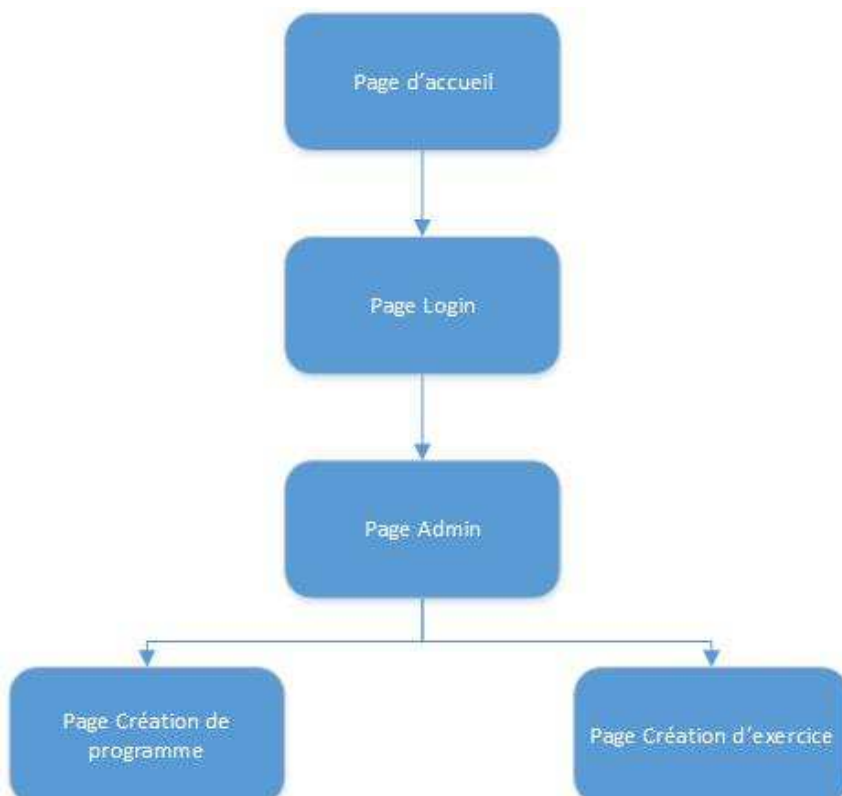 Page d’accueil
Page Login
Page Admin
Page Création de
programme
Page Création d’exercice